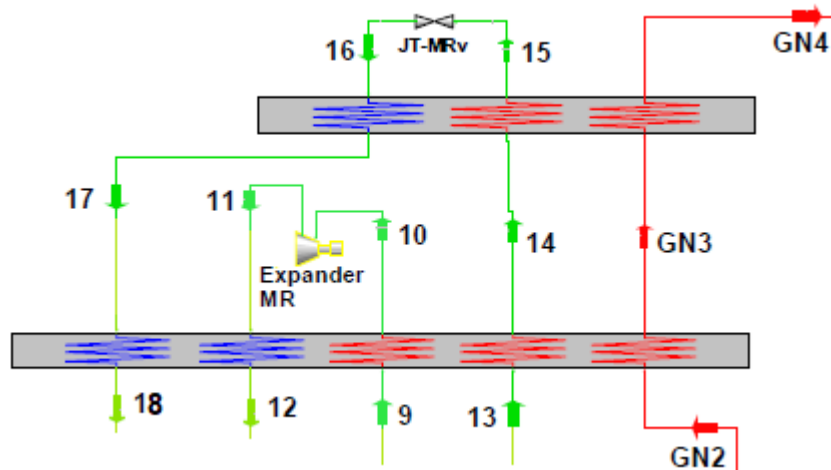 GN4
16
JT-MRv
15
17
11
10
14
GN3
Expander
MR
18
12
9
13
GN2